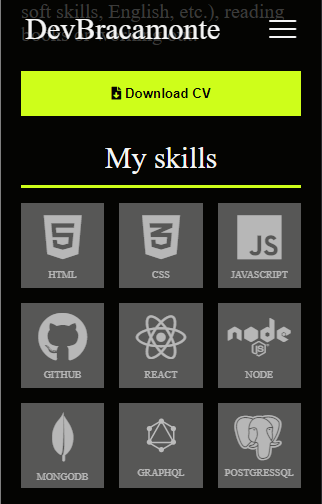 soft skills, English, etc.), reading
DevBracamonte
Download CV
My skills
5
HTML
3
CSS
JS
JAVASCRIPT
GITHUB
REACT
node
JS
NODE
MONGODB
GRAPHQL
POSTGRESSQL